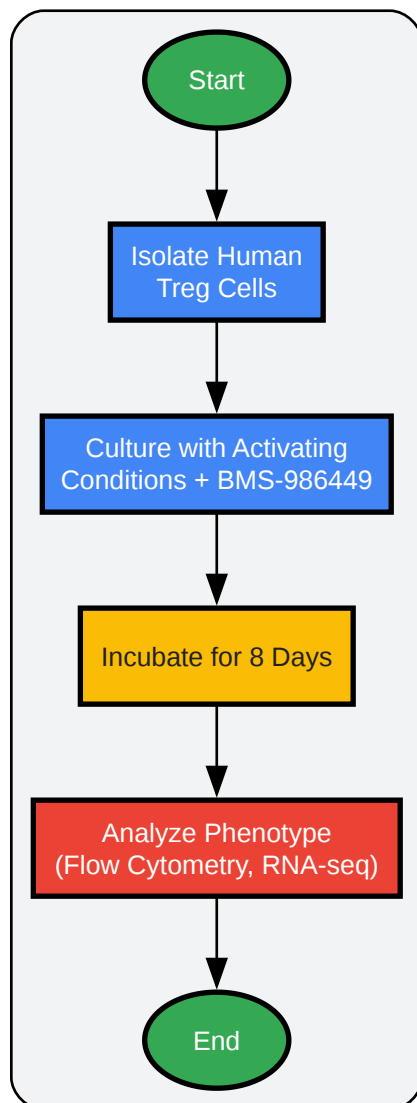 Start
Isolate Human
Treg Cells
Culture with Activating
Conditions + BMS-986449
Incubate for 8 Days
Analyze Phenotype
(Flow Cytometry, RNA-seq)
End